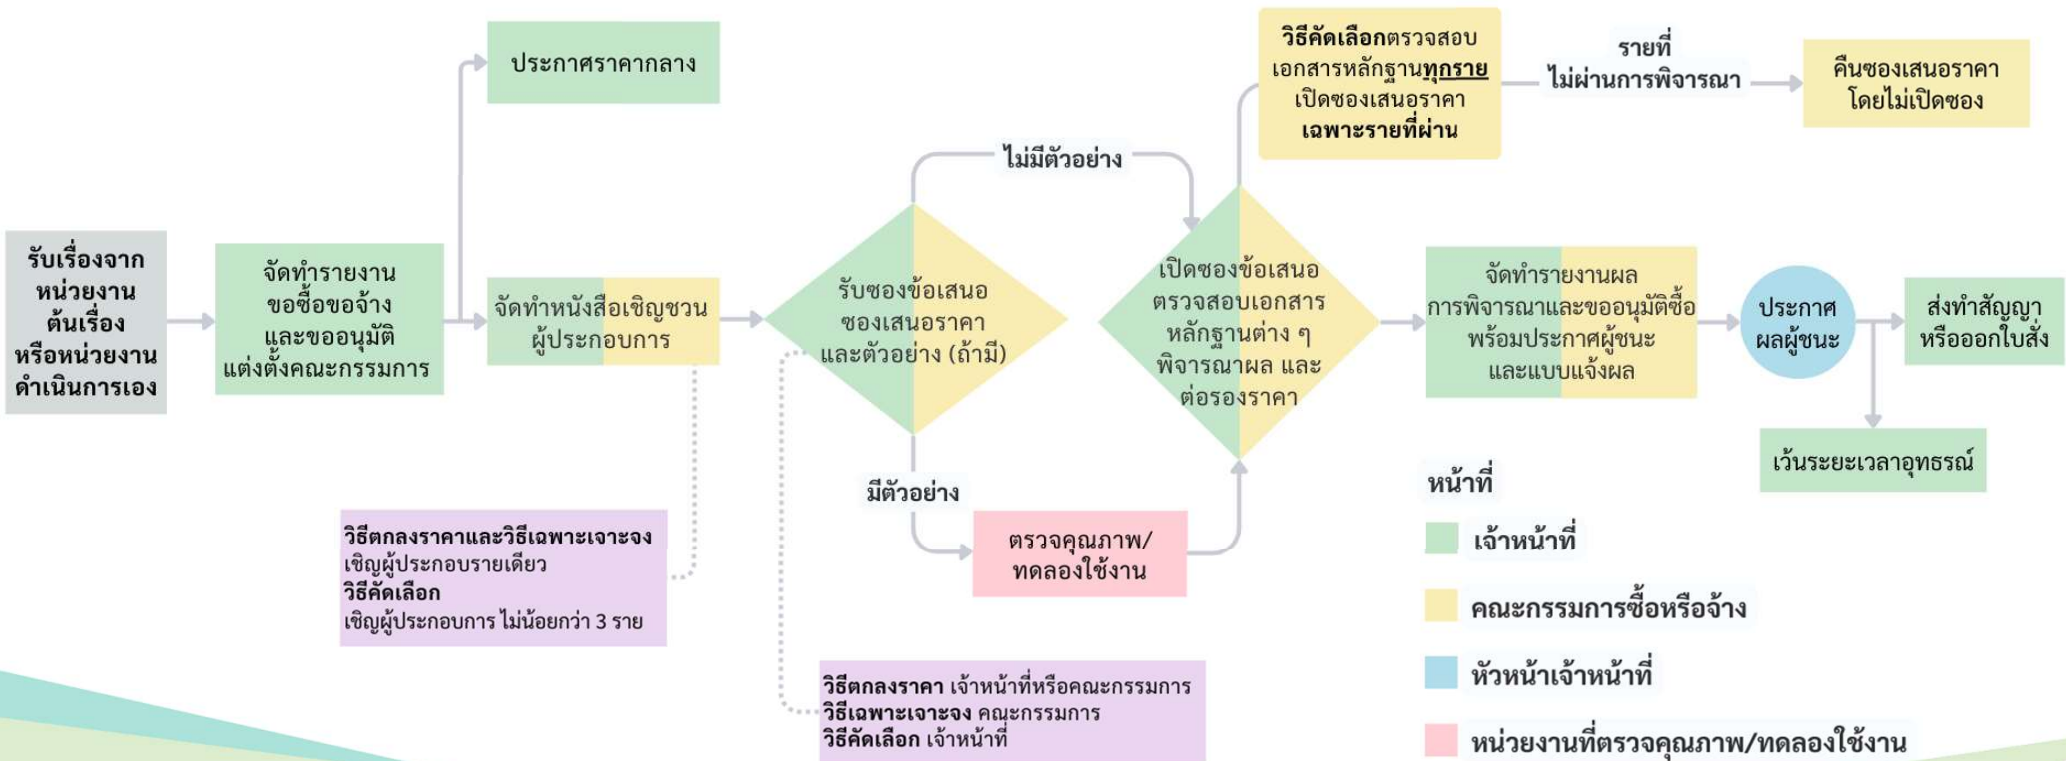 รับเรื่องจาก
หน่วยงาน
ต้นเรื่อง
หรือหน่วยงาน
ดำเนินการเอง
จัดทำรายงาน
ขอซื้อขอจ้าง
และขออนุมัติ
แต่งตั้งคณะกรรมการ
ประกาศราคากลาง
จัดทำหนังสือเชิญชวน
ผู้ประกอบการ
วิธีตกลงราคาและวิธีเฉพาะเจาะจง
เชิญผู้ประกอบรายเดียว
วิธีคัดเลือก
เชิญผู้ประกอบการ ไม่น้อยกว่า 3 ราย
รับซองข้อเสนอ
ซองเสนอราคา
และตัวอย่าง (ถ้ามี)
วิธีตกลงราคา เจ้าหน้าที่หรือคณะกรรมการ
วิธีเฉพาะเจาะจง คณะกรรมการ
วิธีคัดเลือก เจ้าหน้าที่
ไม่มีตัวอย่าง
มีตัวอย่าง
ตรวจคุณภาพ/
ทดลองใช้งาน
เปิดซองข้อเสนอ
ตรวจสอบเอกสาร
หลักฐานต่าง ๆ
พิจารณาผล และ
ต่อรองราคา
วิธีคัดเลือกตรวจสอบ
เอกสารหลักฐานทุกราย
เปิดซองเสนอราคา
เฉพาะรายที่ผ่าน
รายที่
ไม่ผ่านการพิจารณา
คืนซองเสนอราคา
โดยไม่เปิดซอง
จัดทำรายงานผล
การพิจารณาและขออนุมัติซื้อ
พร้อมประกาศผู้ชนะ
และแบบแจ้งผล
ประกาศ
ผลผู้ชนะ
ส่งทำสัญญา
หรือออกใบสั่ง
เว้นระยะเวลาอุทธรณ์
หน้าที่
เจ้าหน้าที่
คณะกรรมการซื้อหรือจ้าง
หัวหน้าเจ้าหน้าที่
หน่วยงานที่ตรวจคุณภาพ/ทดลองใช้งาน